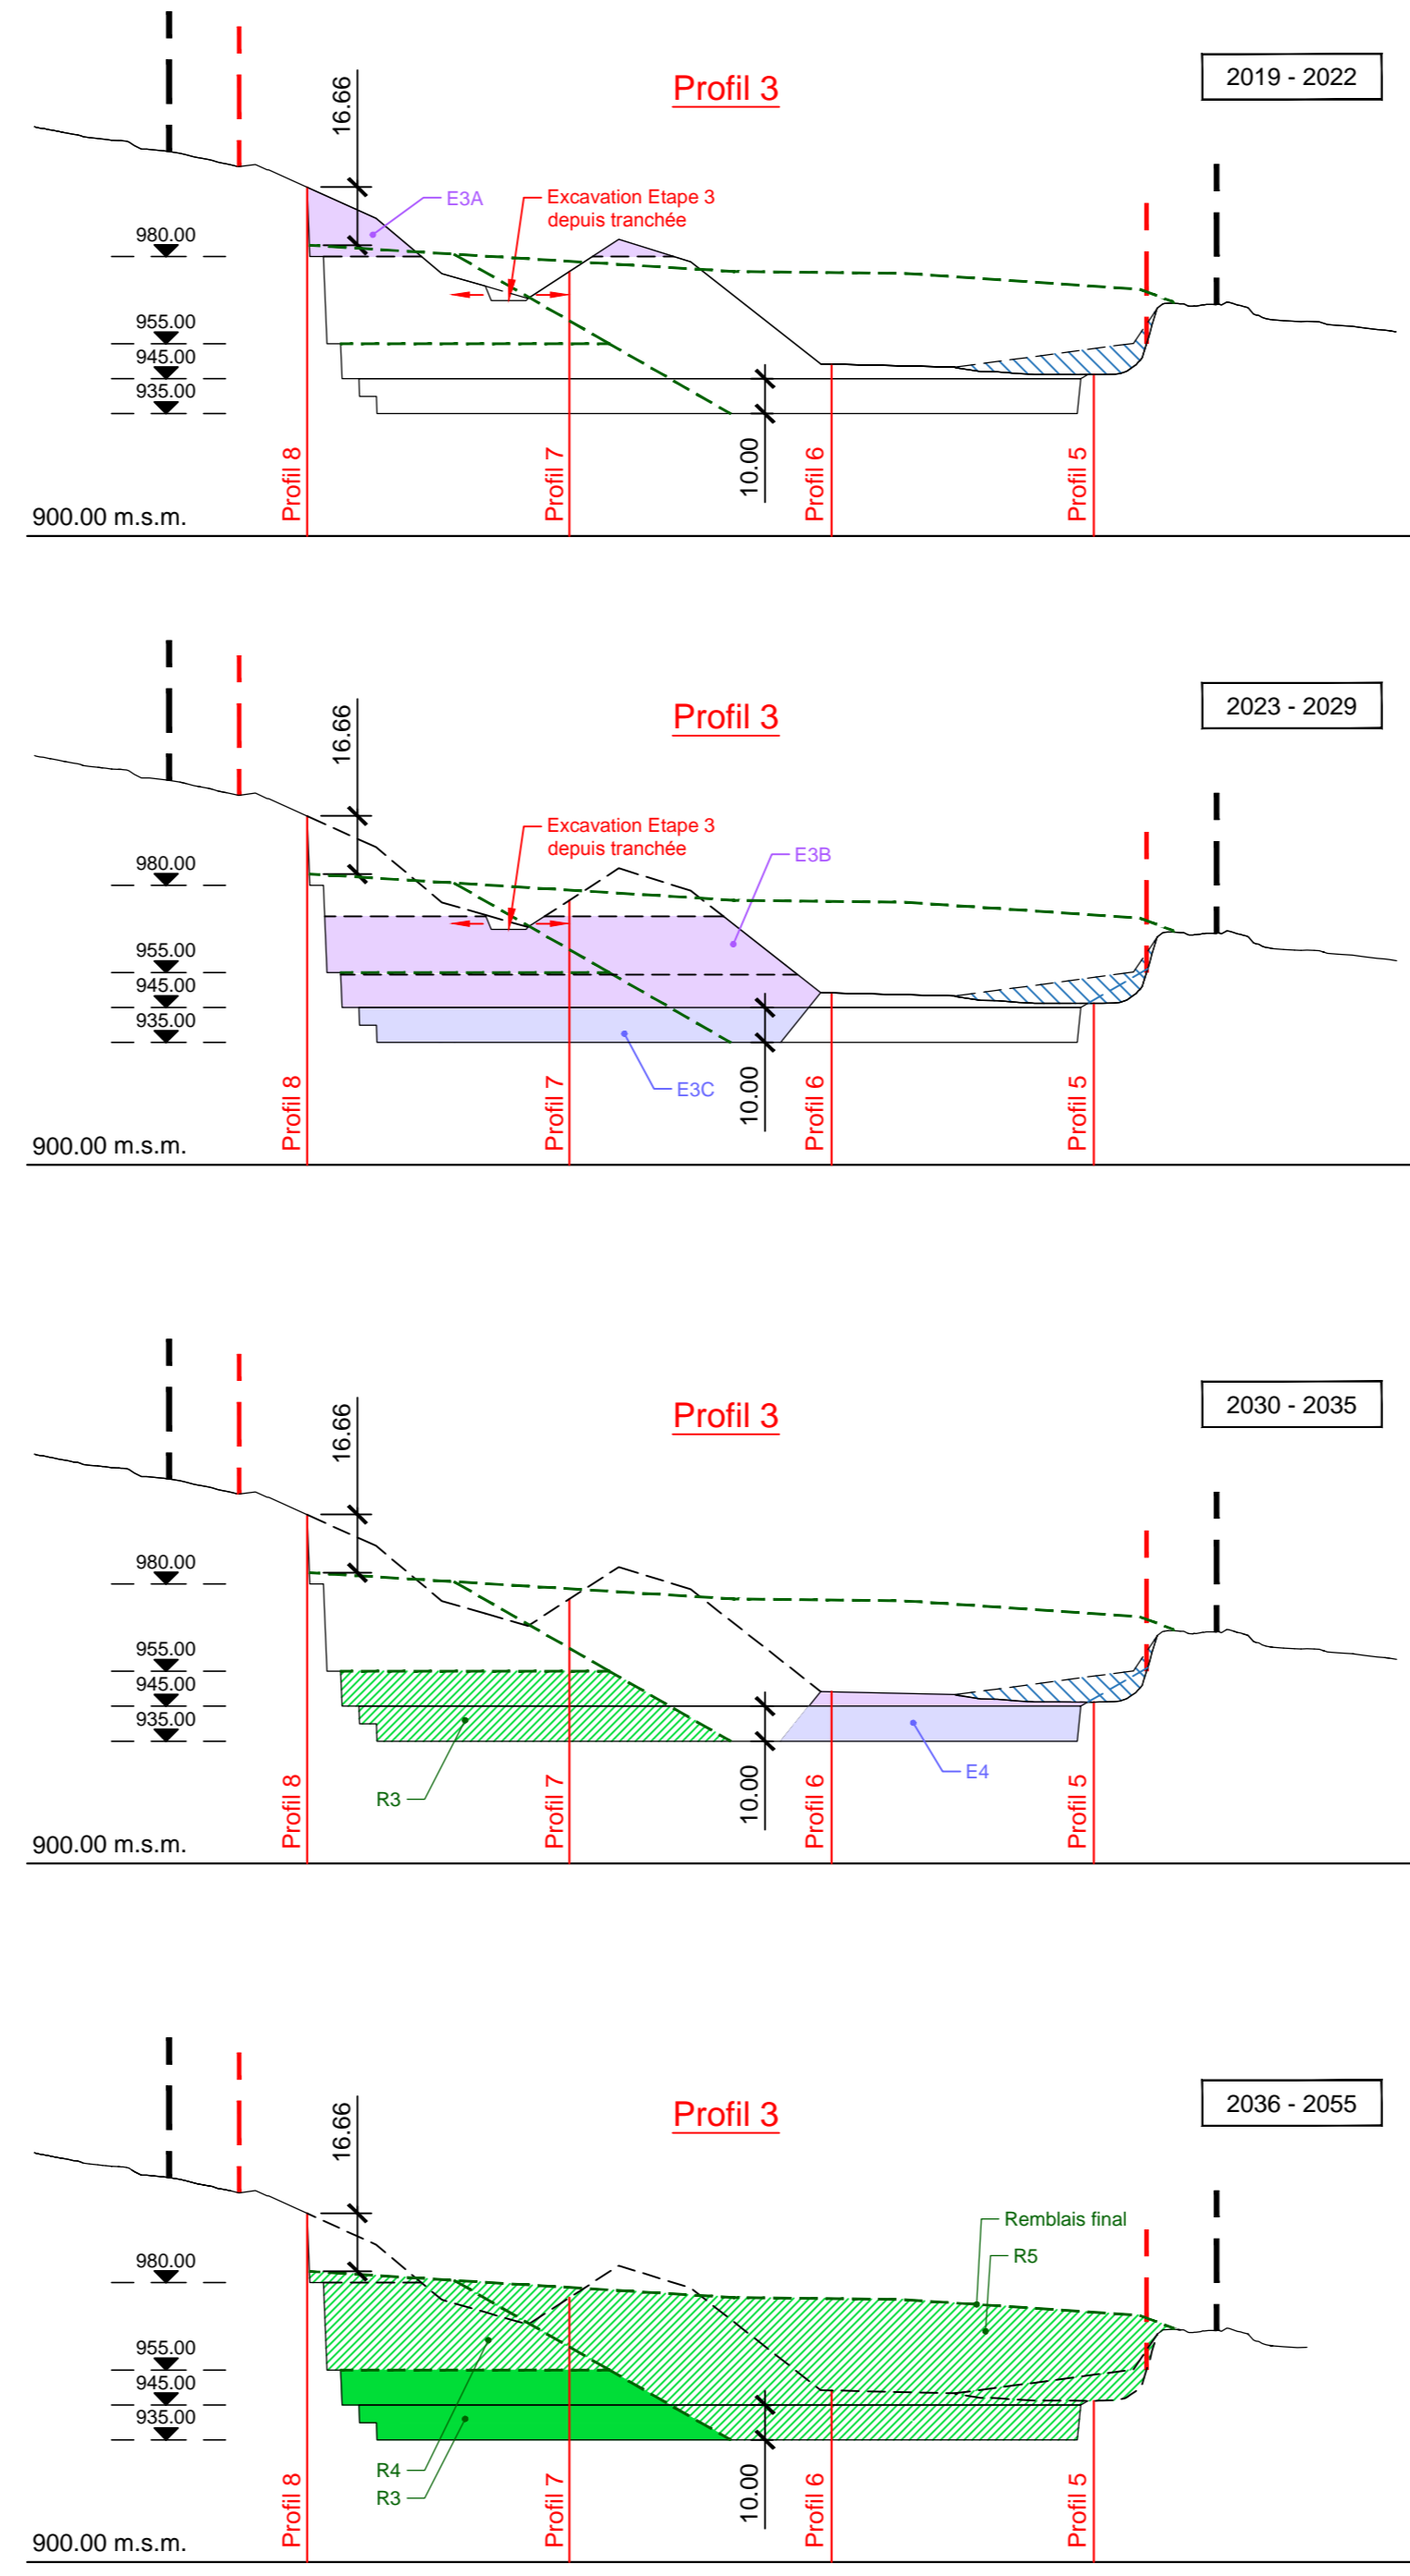 Profil 3
2019 - 2022
16.66
E3A
Excavation Etape 3
depuis tranchée
980.00
955.00
945.00
935.00
10.00
Profil 8
Profil 7
Profil 6
Profil 5
900.00 m.s.m.
Profil 3
2023 - 2029
16.66
Excavation Etape 3
depuis tranchée
E3B
980.00
955.00
945.00
935.00
E3C
10.00
Profil 8
Profil 7
Profil 6
Profil 5
900.00 m.s.m.
Profil 3
2030 - 2035
16.66
980.00
955.00
945.00
935.00
E4
R3
10.00
Profil 8
Profil 7
Profil 6
Profil 5
900.00 m.s.m.
Profil 3
2036 - 2055
16.66
Remblais final
R5
980.00
955.00
945.00
935.00
R4
R3
10.00
Profil 8
Profil 7
Profil 6
Profil 5
900.00 m.s.m.